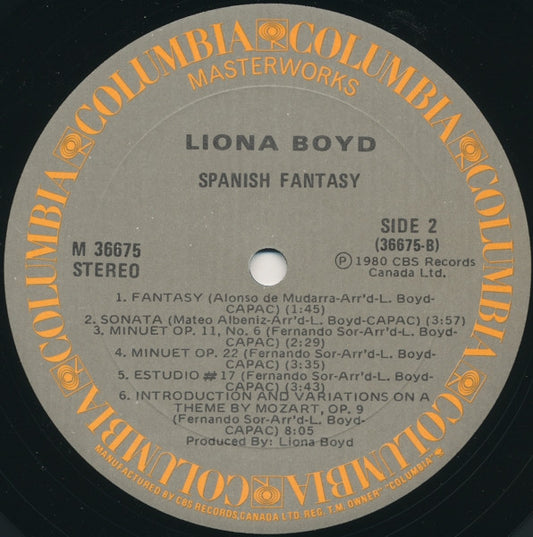 COLUMBIA COLUMBIA COLUMBIA COLUMBIA COLUMBIA COLUMBIA COLUMBIA COLUMBIA
MASTERWORKS
LIONA BOYD
SPANISH FANTASY
SIDE 2
M 36675
(36675-B)
STEREO
Ⓟ 1980 CBS Records
Canada Ltd.
1. FANTASY (Alonso de Mudarra-Arr'd-L. Boyd-
CAPAC) (1:45)
2. SONATA (Mateo Albeniz-Arr'd-L. Boyd-CAPAC) (3:57)
3. MINUET OP. 11, No. 6 (Fernando Sor-Arr'd-L. Boyd-
CAPAC) (2:29)
4. MINUET OP. 22 (Fernando Sor-Arr'd-L. Boyd-
CAPAC) (3:35)
5. ESTUDIO #17 (Fernando Sor-Arr'd-L. Boyd-
CAPAC) (3:43)
6. INTRODUCTION AND VARIATIONS ON A
THEME BY MOZART, OP. 9
(Fernando Sor-Arr'd-L. Boyd-
CAPAC) 8:05
Produced By: Liona Boyd
MANUFACTURED BY CBS RECORDS, CANADA LTD. REG. T.M. OWNER "COLUMBIA"